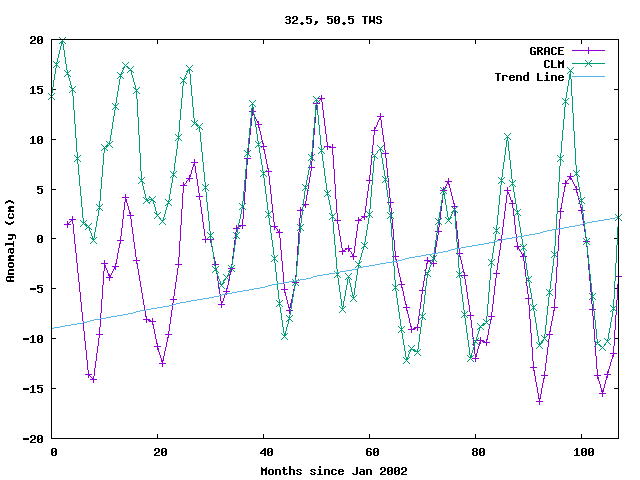 32.5, 50.5 TWS
GRACE
CLM
Trend Line
20
15
10
5
0
-5
-10
-15
-20
Anomaly (cm)
0 20 40 60 80 100
Months since Jan 2002